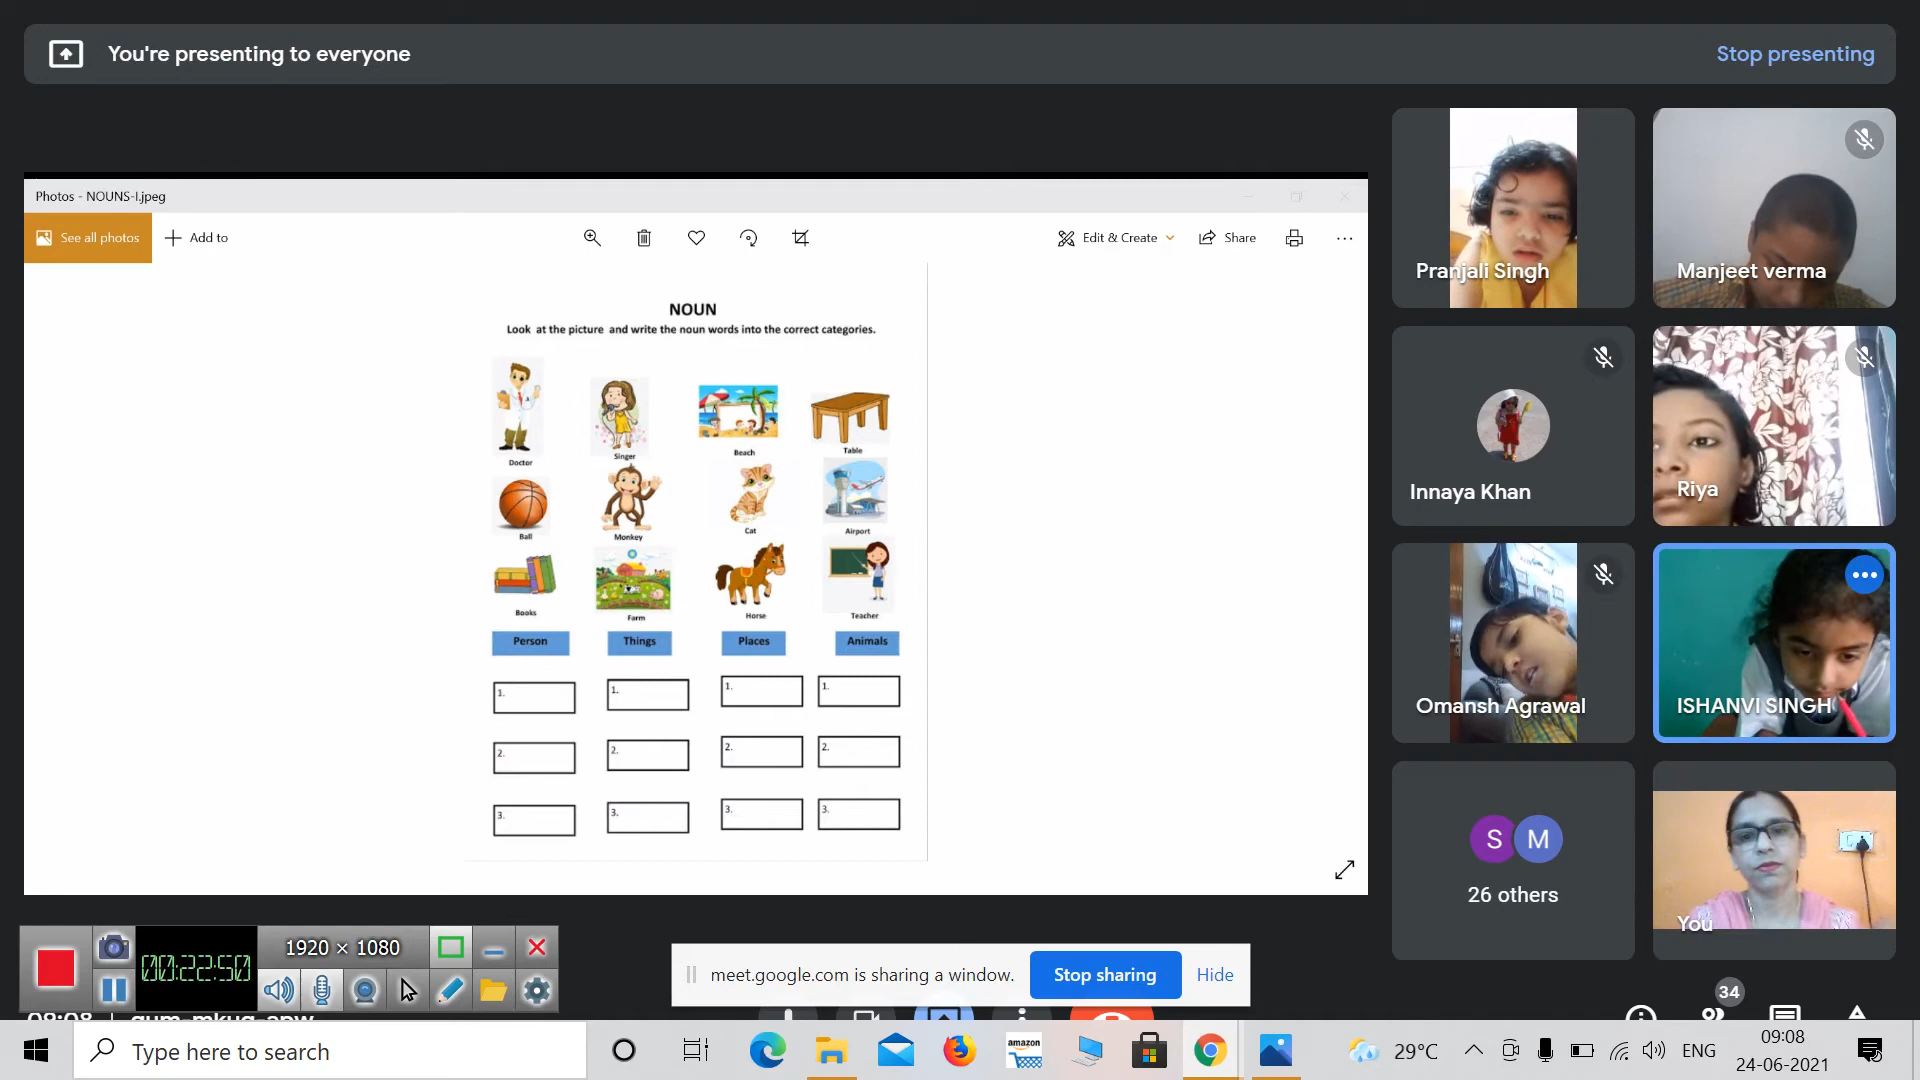 You're presenting to everyone
Stop presenting
Photos - NOUNS-I.jpeg
See all photos
Add to
Edit & Create
Share
NOUN
Look at the picture and write the noun words into the correct categories.
Doctor
Singer
Beach
Table
Ball
Monkey
Cat
Airport
Books
Farm
Horse
Teacher
Person
Things
Places
Animals
1.
1.
1.
1.
2.
2.
2.
2.
3.
3.
3.
3.
Pranjali Singh
Manjeet verma
Innaya Khan
Riya
Omansh Agrawal
ISHANVI SINGH
S
M
26 others
You
00:22:50
1920 × 1080
meet.google.com is sharing a window.
Stop sharing
Hide
34
09:08
Type here to search
amazon
29°C
ENG
09:08
24-06-2021